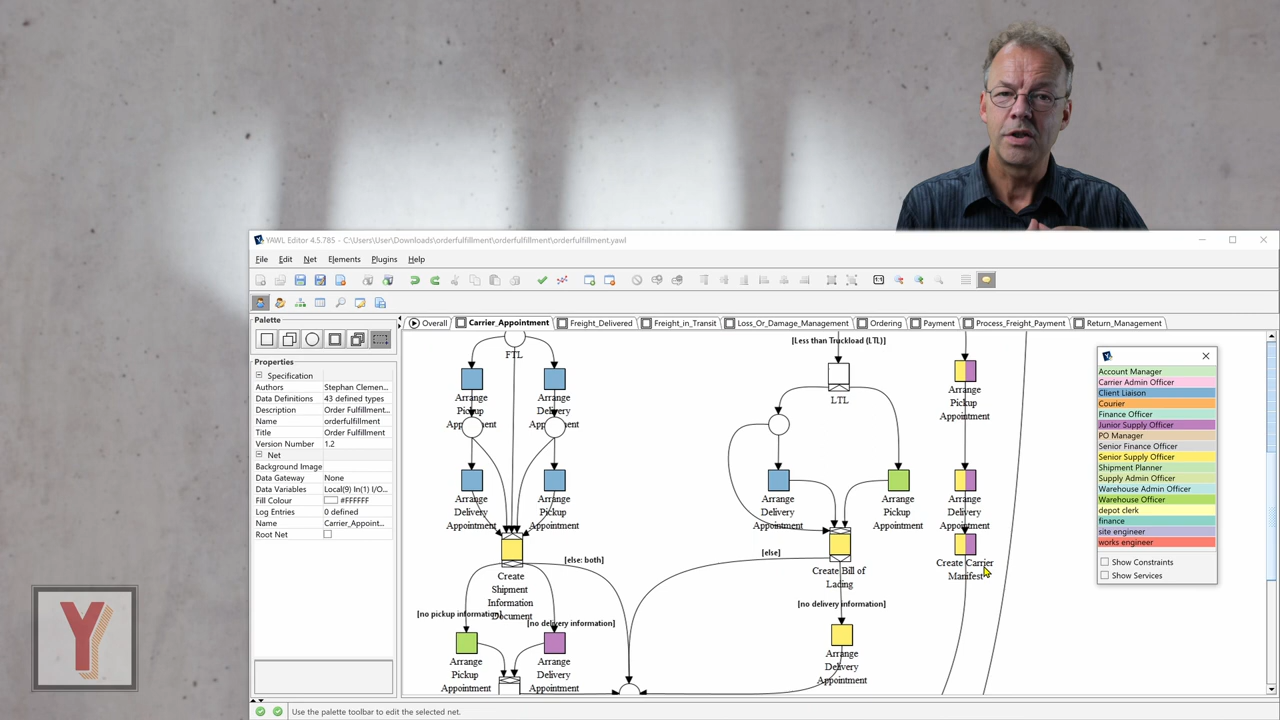 YAWL Editor 4.5.785 - C:\Users\User\Downloads\orderfulfillment\orderfulfillment\orderfulfillment.yawl
File Edit Net Elements Plugins Help
Palette
Properties
Specification
Authors Stephan Clemen...
Data Definitions 43 defined types
Description Order Fulfillment...
Name orderfulfillment
Title Order Fulfillment
Version Number 1.2
Net
Background Image
Data Gateway None
Data Variables Local(9) In(1) I/O...
Fill Colour #FFFFFF
Log Entries 0 defined
Name Carrier_Appoint...
Root Net
Overall Carrier_Appointment Freight_Delivered Freight_in_Transit Loss_Or_Damage_Management Ordering Payment Process_Freight_Payment Return_Management
FTL
Arrange
Pickup
Appointment
Arrange
Delivery
Appointment
Arrange
Delivery
Appointment
Arrange
Pickup
Appointment
Create
Shipment
Information
Document
[else: both]
[no pickup information]
[no delivery information]
Arrange
Pickup
Appointment
Arrange
Delivery
Appointment
[Less than Truckload (LTL)]
LTL
Arrange
Delivery
Appointment
Arrange
Pickup
Appointment
[else]
Create Bill of
Lading
[no delivery information]
Arrange
Delivery
Appointment
Arrange
Pickup
Appointment
Arrange
Delivery
Appointment
Create Carrier
Manifest
Account Manager
Carrier Admin Officer
Client Liaison
Courier
Finance Officer
Junior Supply Officer
PO Manager
Senior Finance Officer
Senior Supply Officer
Shipment Planner
Supply Admin Officer
Warehouse Admin Officer
Warehouse Officer
depot clerk
finance
site engineer
works engineer
Show Constraints
Show Services
Use the palette toolbar to edit the selected net.
Y